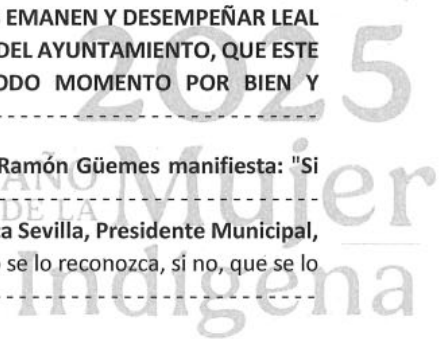 EMANEN Y DESEMPEÑAR LEAL
DEL AYUNTAMIENTO, QUE ESTE
ODO MOMENTO POR BIEN Y
------------------------------
Ramón Güemes manifiesta: "Si
------------------------------
ca Sevilla, Presidente Municipal,
se lo reconozca, si no, que se lo
------------------------------
2025
AÑO
DE LA
Mujer
Indígena